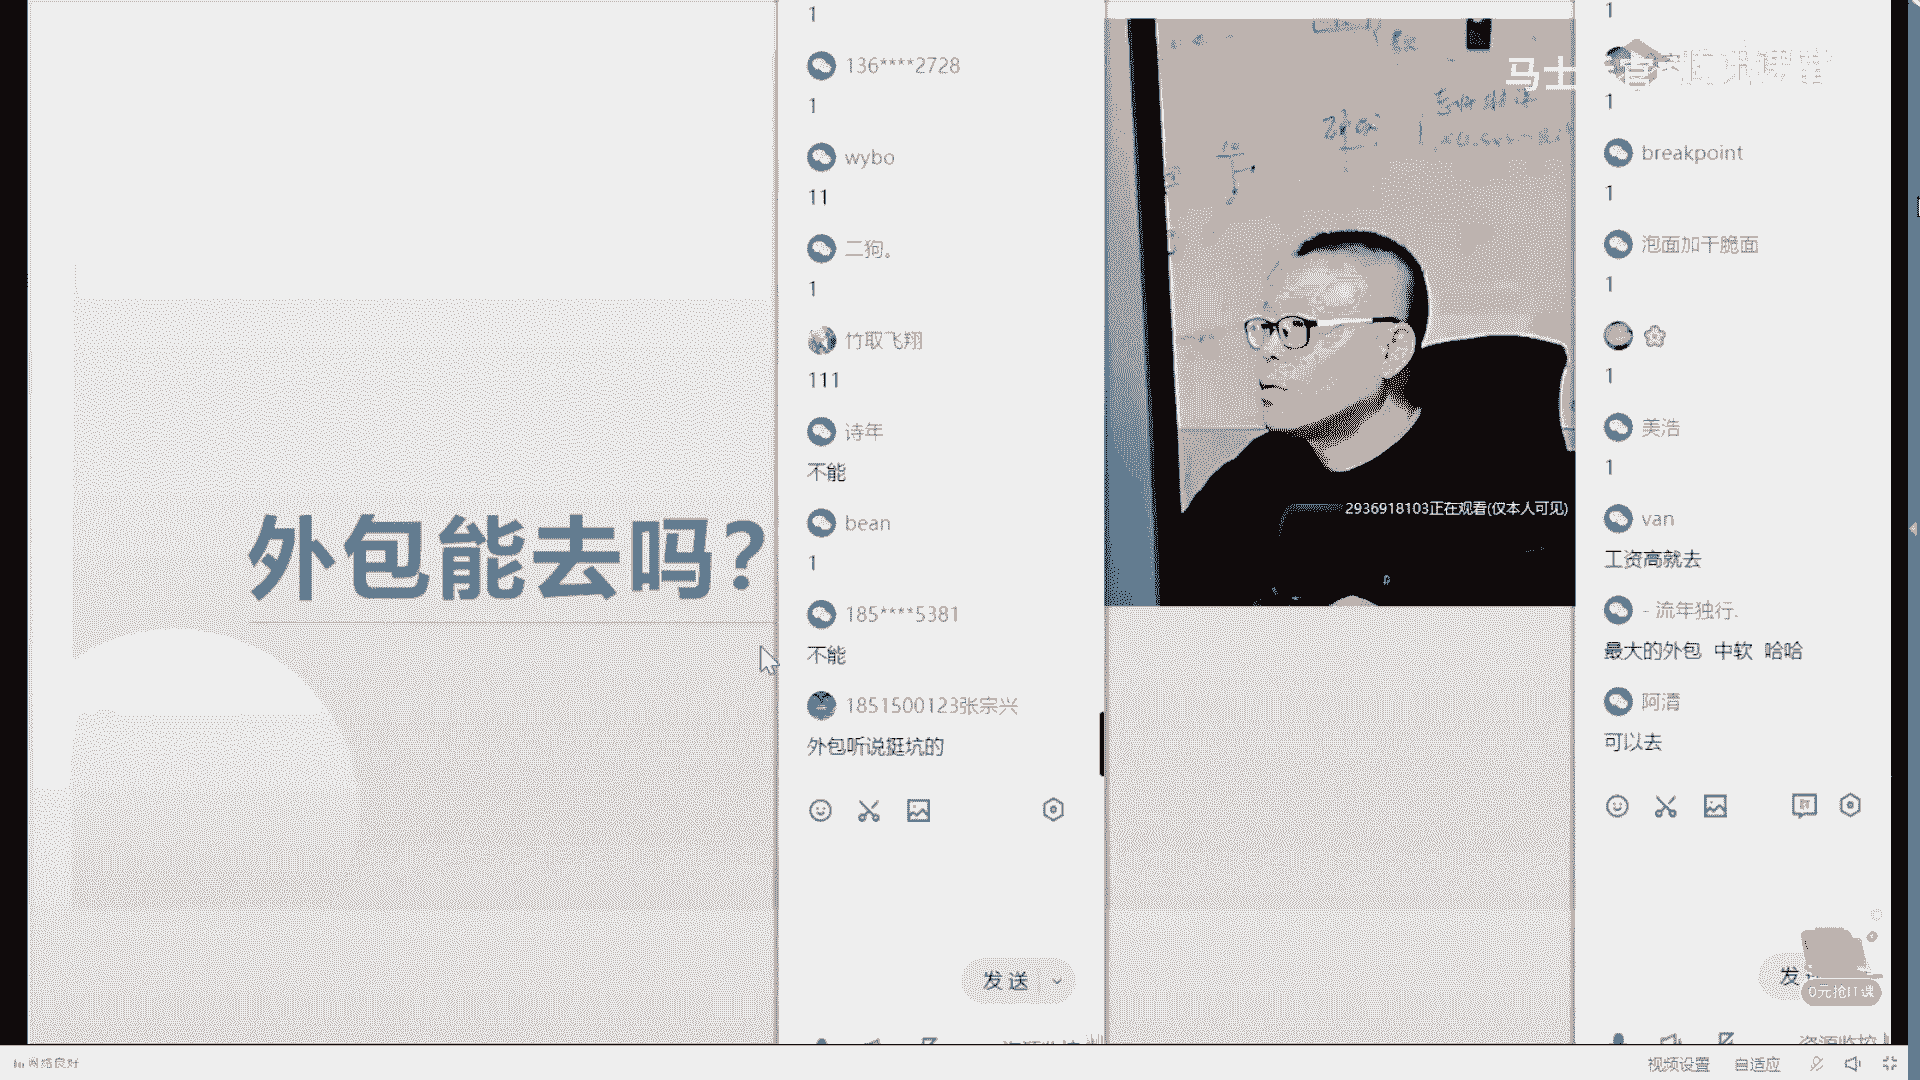 外包能去吗?
1
136****2728
1
wybo
11
二狗。
1
竹取飞翔
111
诗年
不能
bean
1
185****5381
不能
1851500123张宗兴
外包听说挺坑的
发送
马士
2936918103正在观看(仅本人可见)
1
1
breakpoint
1
泡面加干脆面
1
1
美浩
1
van
工资高就去
- 流年独行.
最大的外包 中软 哈哈
阿清
可以去
发
0元抢IT课
网络良好
视频设置
自适应